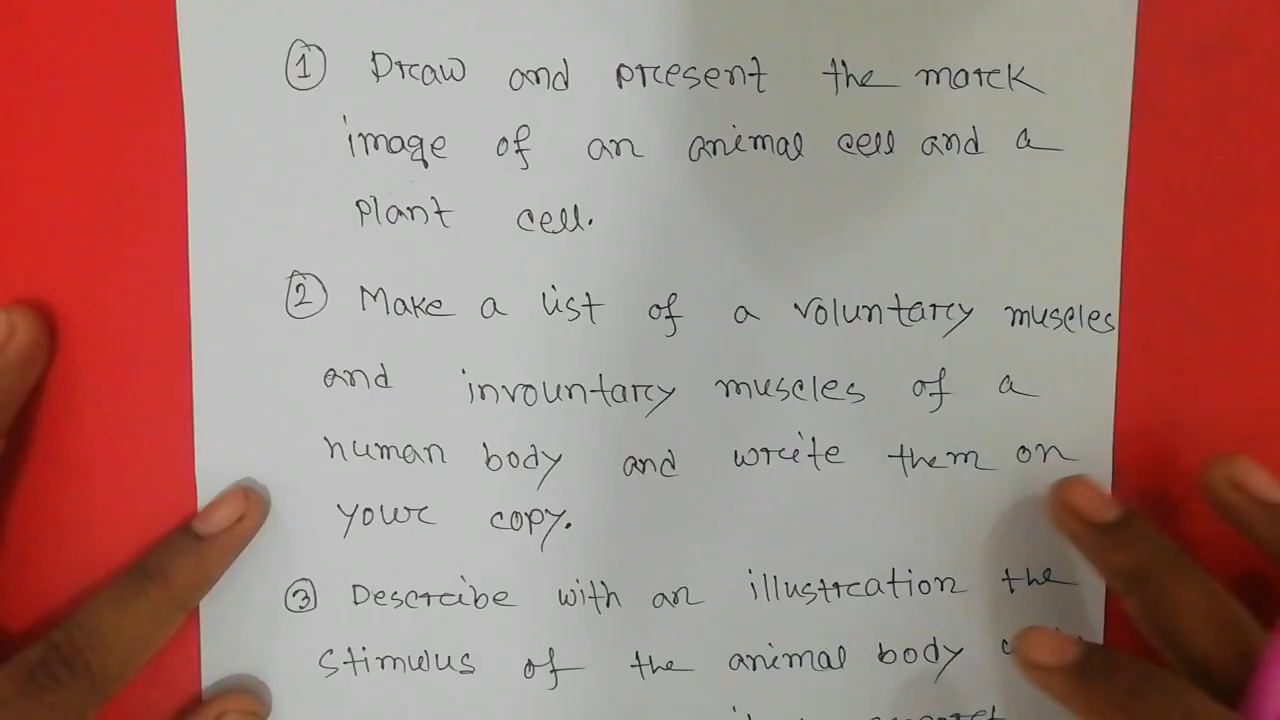 ① Draw and present the mark
image of an animal cell and a
plant cell.
② Make a list of a voluntary museles
and invountary muscles of a
human body and write them on
your copy.
③ Describe with an illustration the
stimulus of the animal body